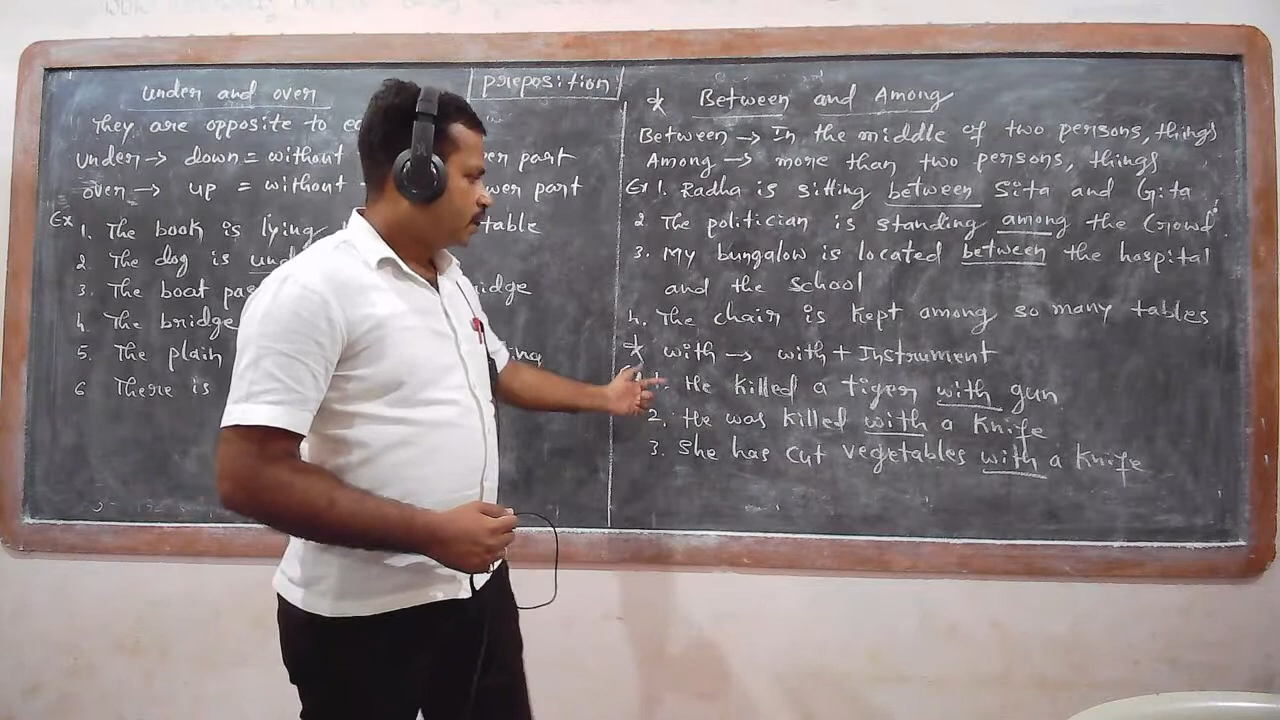 preposition
under and over
They are opposite to
under → down = without
part
over → up = without
part
Ex 1. The book is lying
table
2. The dog is
3. The boat
4. The bridge
5. The plain
6 There is
* Between and Among
Between → In the middle of two persons, things
Among → more than two persons, things
Ex 1. Radha is sitting between Sita and Gita
2. The politician is standing among the Crowd.
3. My bungalow is located between the hospital
and the school
4. The chair is kept among so many tables
* with → with + Instrument
1. He killed a tiger with gun
2. He was killed with a knife
3. She has cut vegetables with a knife